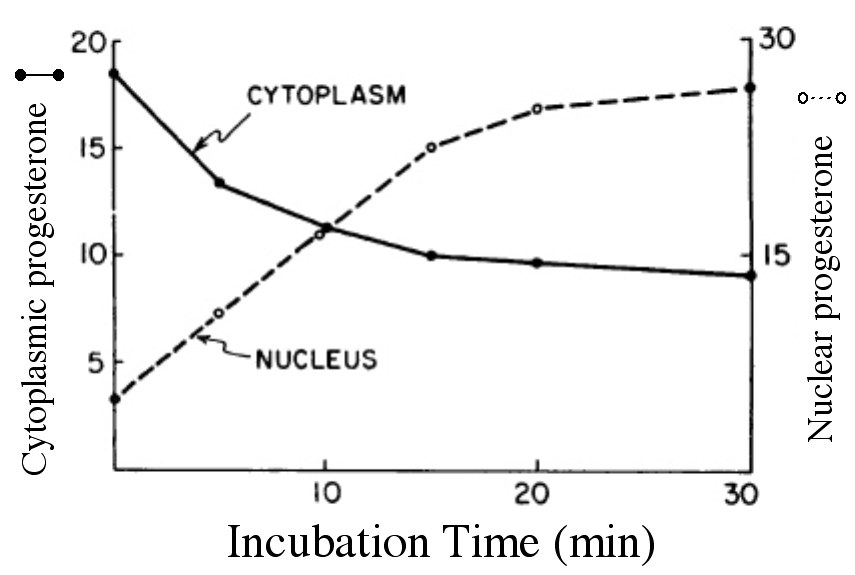 20
30
CYTOPLASM
15
Cytoplasmic progesterone
Nuclear progesterone
10
15
5
NUCLEUS
10
20
30
Incubation Time (min)